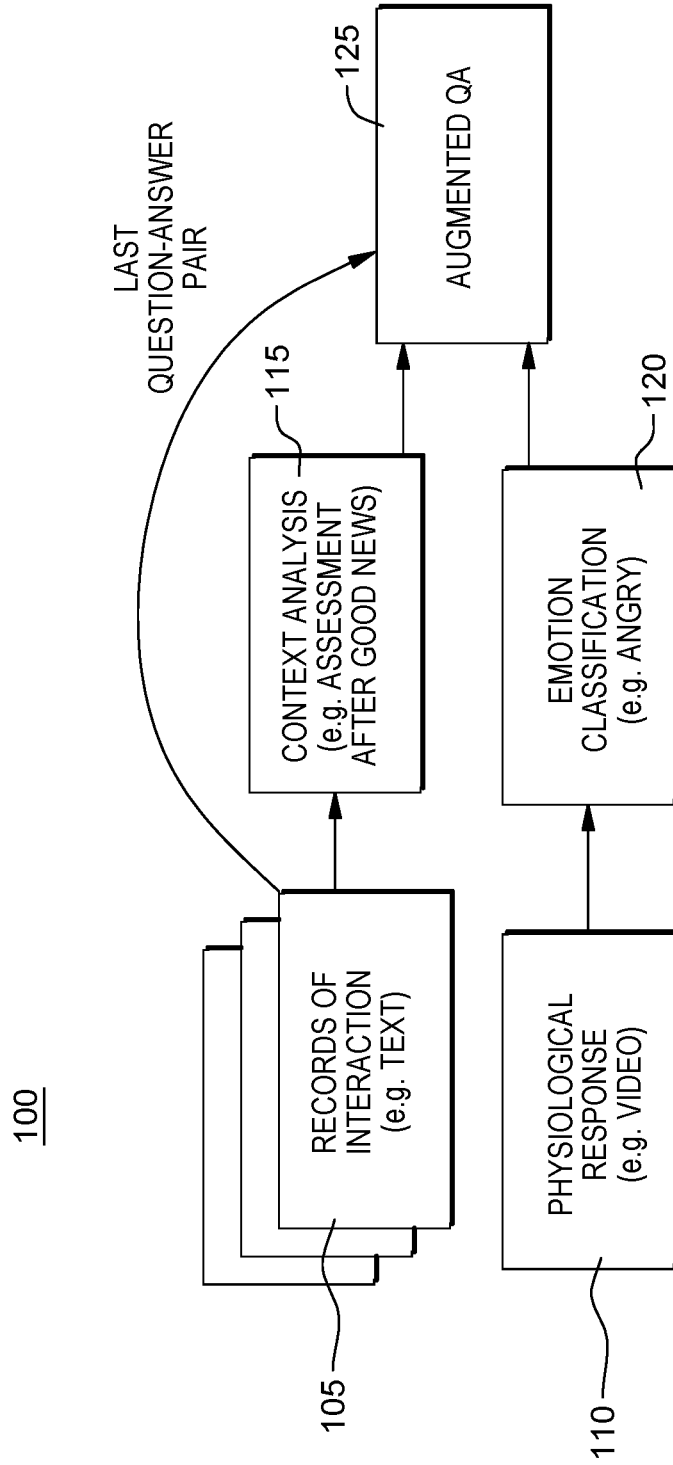 100
LAST
QUESTION-ANSWER
PAIR
105
RECORDS OF
INTERACTION
(e.g. TEXT)
115
CONTEXT ANALYSIS
(e.g. ASSESSMENT
AFTER GOOD NEWS)
125
AUGMENTED QA
110
PHYSIOLOGICAL
RESPONSE
(e.g. VIDEO)
EMOTION
CLASSIFICATION
(e.g. ANGRY)
120